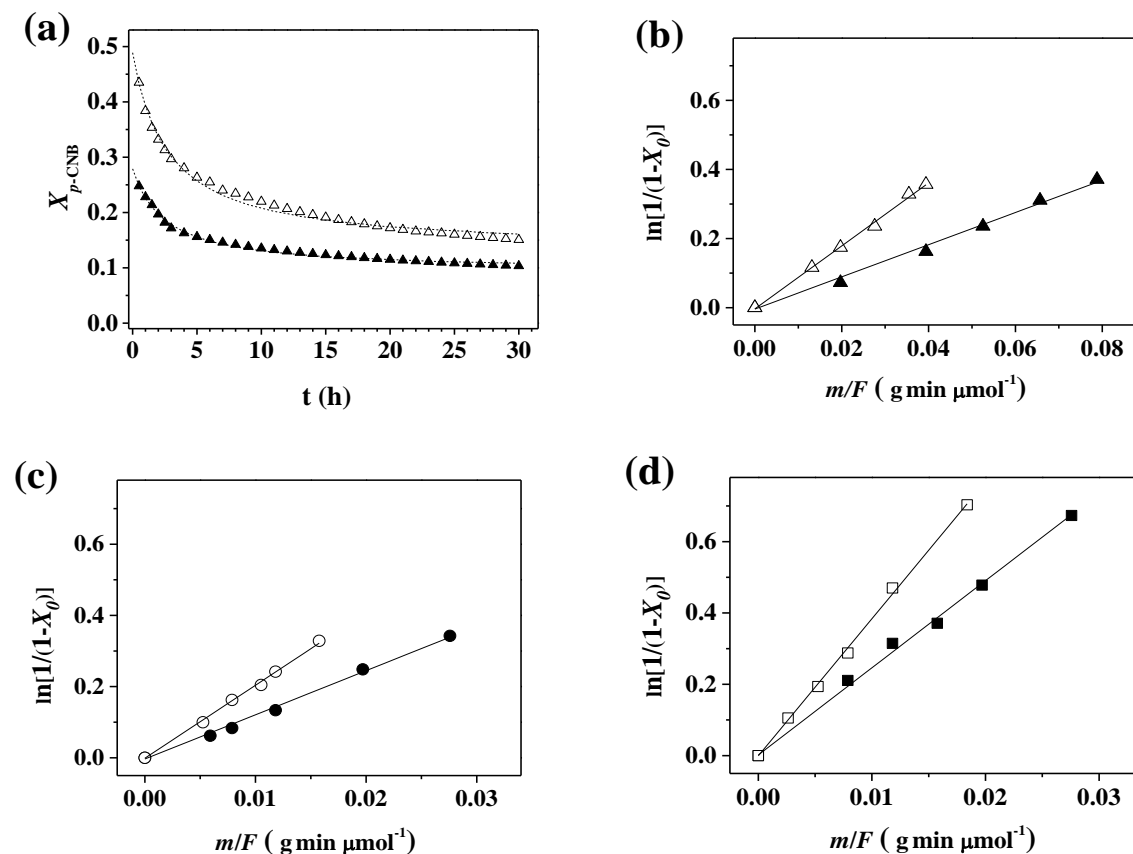 (a)
0.5
0.4
0.3
0.2
0.1
0.0
X_{p-CNB}
0 5 10 15 20 25 30
t (h)
(b)
0.6
0.4
0.2
0.0
ln[1/(1-X_0)]
0.00 0.02 0.04 0.06 0.08
m/F ( g min μmol^{-1})
(c)
0.6
0.4
0.2
0.0
ln[1/(1-X_0)]
0.00 0.01 0.02 0.03
m/F ( g min μmol^{-1})
(d)
0.6
0.4
0.2
0.0
ln[1/(1-X_0)]
0.00 0.01 0.02 0.03
m/F ( g min μmol^{-1})